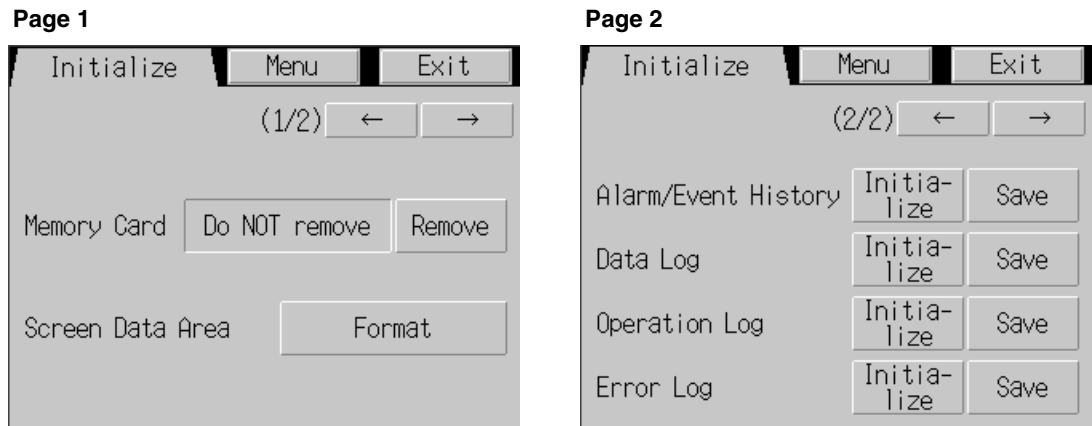 Page 1
Initialize Menu Exit
(1/2) ← →
Memory Card Do NOT remove Remove
Screen Data Area Format
Page 2
Initialize Menu Exit
(2/2) ← →
Alarm/Event History Initia-
lize Save
Data Log Initia-
lize Save
Operation Log Initia-
lize Save
Error Log Initia-
lize Save